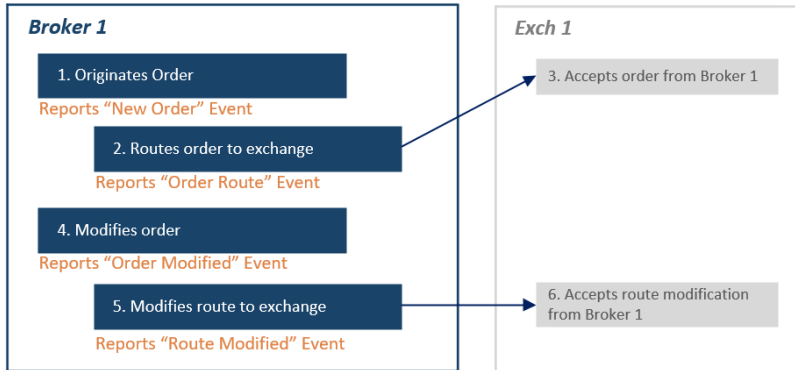 Broker 1
Exch 1
1. Originates Order
Reports “New Order” Event
3. Accepts order from Broker 1
2. Routes order to exchange
Reports “Order Route” Event
4. Modifies order
Reports “Order Modified” Event
5. Modifies route to exchange
Reports “Route Modified” Event
6. Accepts route modification
from Broker 1